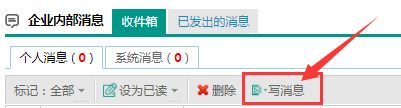 企业内部消息 收件箱 已发出的消息
个人消息（0） 系统消息（0）
标记：全部 设为已读 删除 写消息